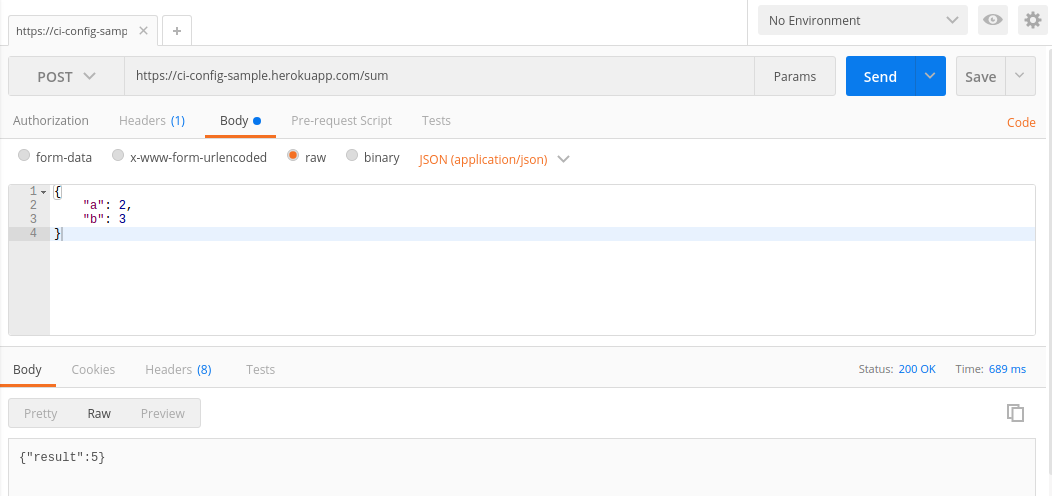 https://ci-config-samp
No Environment
POST https://ci-config-sample.herokuapp.com/sum Params Send Save
Authorization Headers (1) Body Pre-request Script Tests Code
form-data x-www-form-urlencoded raw binary JSON (application/json)
1 {
2 "a": 2,
3 "b": 3
4 }
Body Cookies Headers (8) Tests Status: 200 OK Time: 689 ms
Pretty Raw Preview
{"result":5}